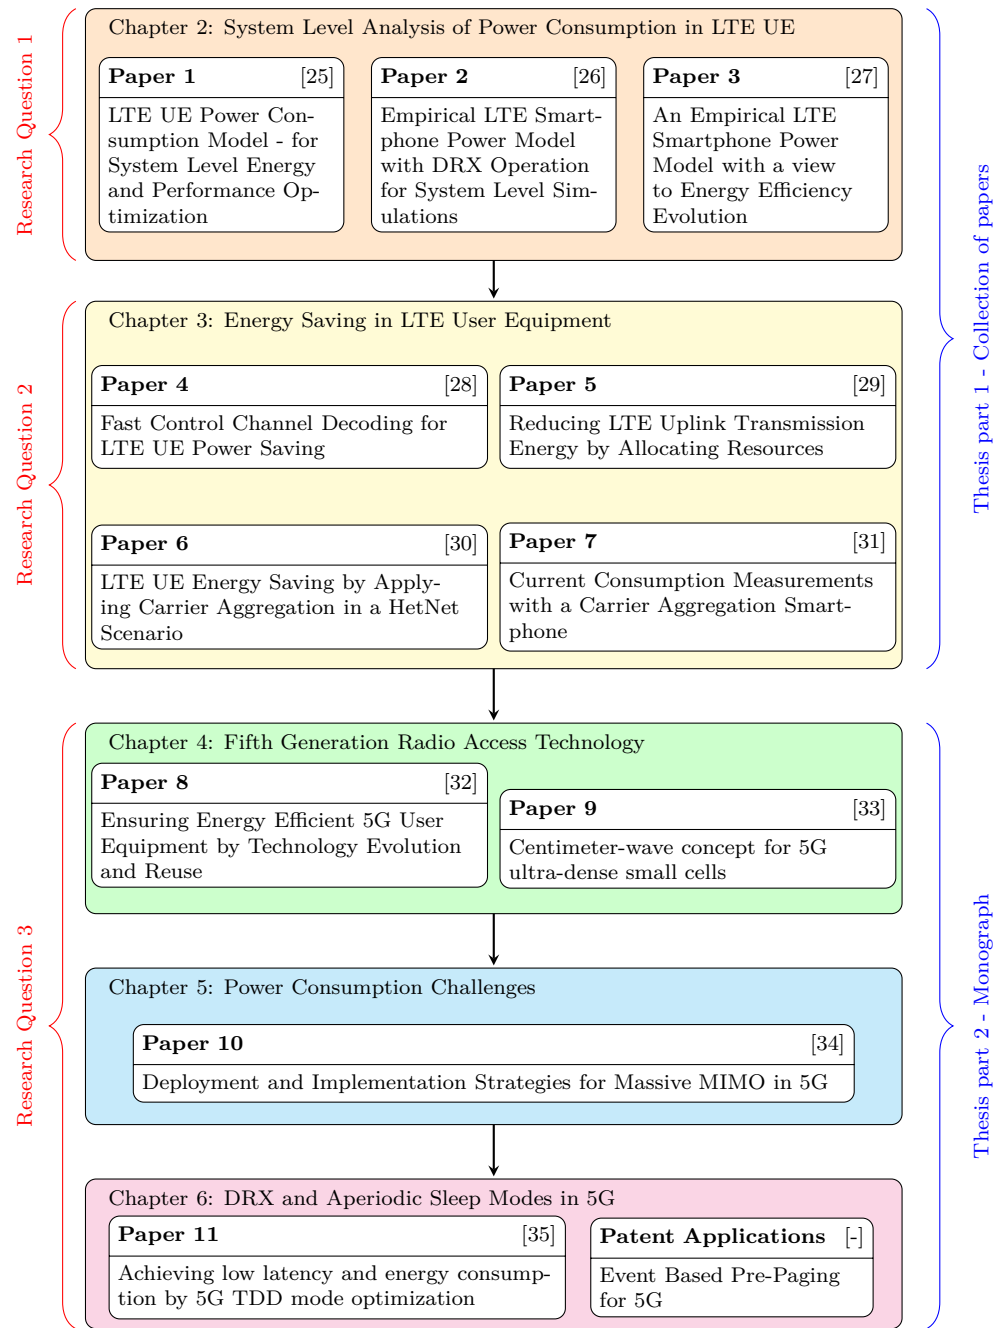 Research Question 1
Chapter 2: System Level Analysis of Power Consumption in LTE UE
Paper 1 [25]
LTE UE Power Con-
sumption Model - for
System Level Energy
and Performance Op-
timization
Paper 2 [26]
Empirical LTE Smart-
phone Power Model
with DRX Operation
for System Level Sim-
ulations
Paper 3 [27]
An Empirical LTE
Smartphone Power
Model with a view
to Energy Efficiency
Evolution
Thesis part 1 - Collection of papers
Research Question 2
Chapter 3: Energy Saving in LTE User Equipment
Paper 4 [28]
Fast Control Channel Decoding for
LTE UE Power Saving
Paper 5 [29]
Reducing LTE Uplink Transmission
Energy by Allocating Resources
Paper 6 [30]
LTE UE Energy Saving by Apply-
ing Carrier Aggregation in a HetNet
Scenario
Paper 7 [31]
Current Consumption Measurements
with a Carrier Aggregation Smart-
phone
Research Question 3
Chapter 4: Fifth Generation Radio Access Technology
Paper 8 [32]
Ensuring Energy Efficient 5G User
Equipment by Technology Evolution
and Reuse
Paper 9 [33]
Centimeter-wave concept for 5G
ultra-dense small cells
Thesis part 2 - Monograph
Chapter 5: Power Consumption Challenges
Paper 10 [34]
Deployment and Implementation Strategies for Massive MIMO in 5G
Chapter 6: DRX and Aperiodic Sleep Modes in 5G
Paper 11 [35]
Achieving low latency and energy consump-
tion by 5G TDD mode optimization
Patent Applications [-]
Event Based Pre-Paging
for 5G